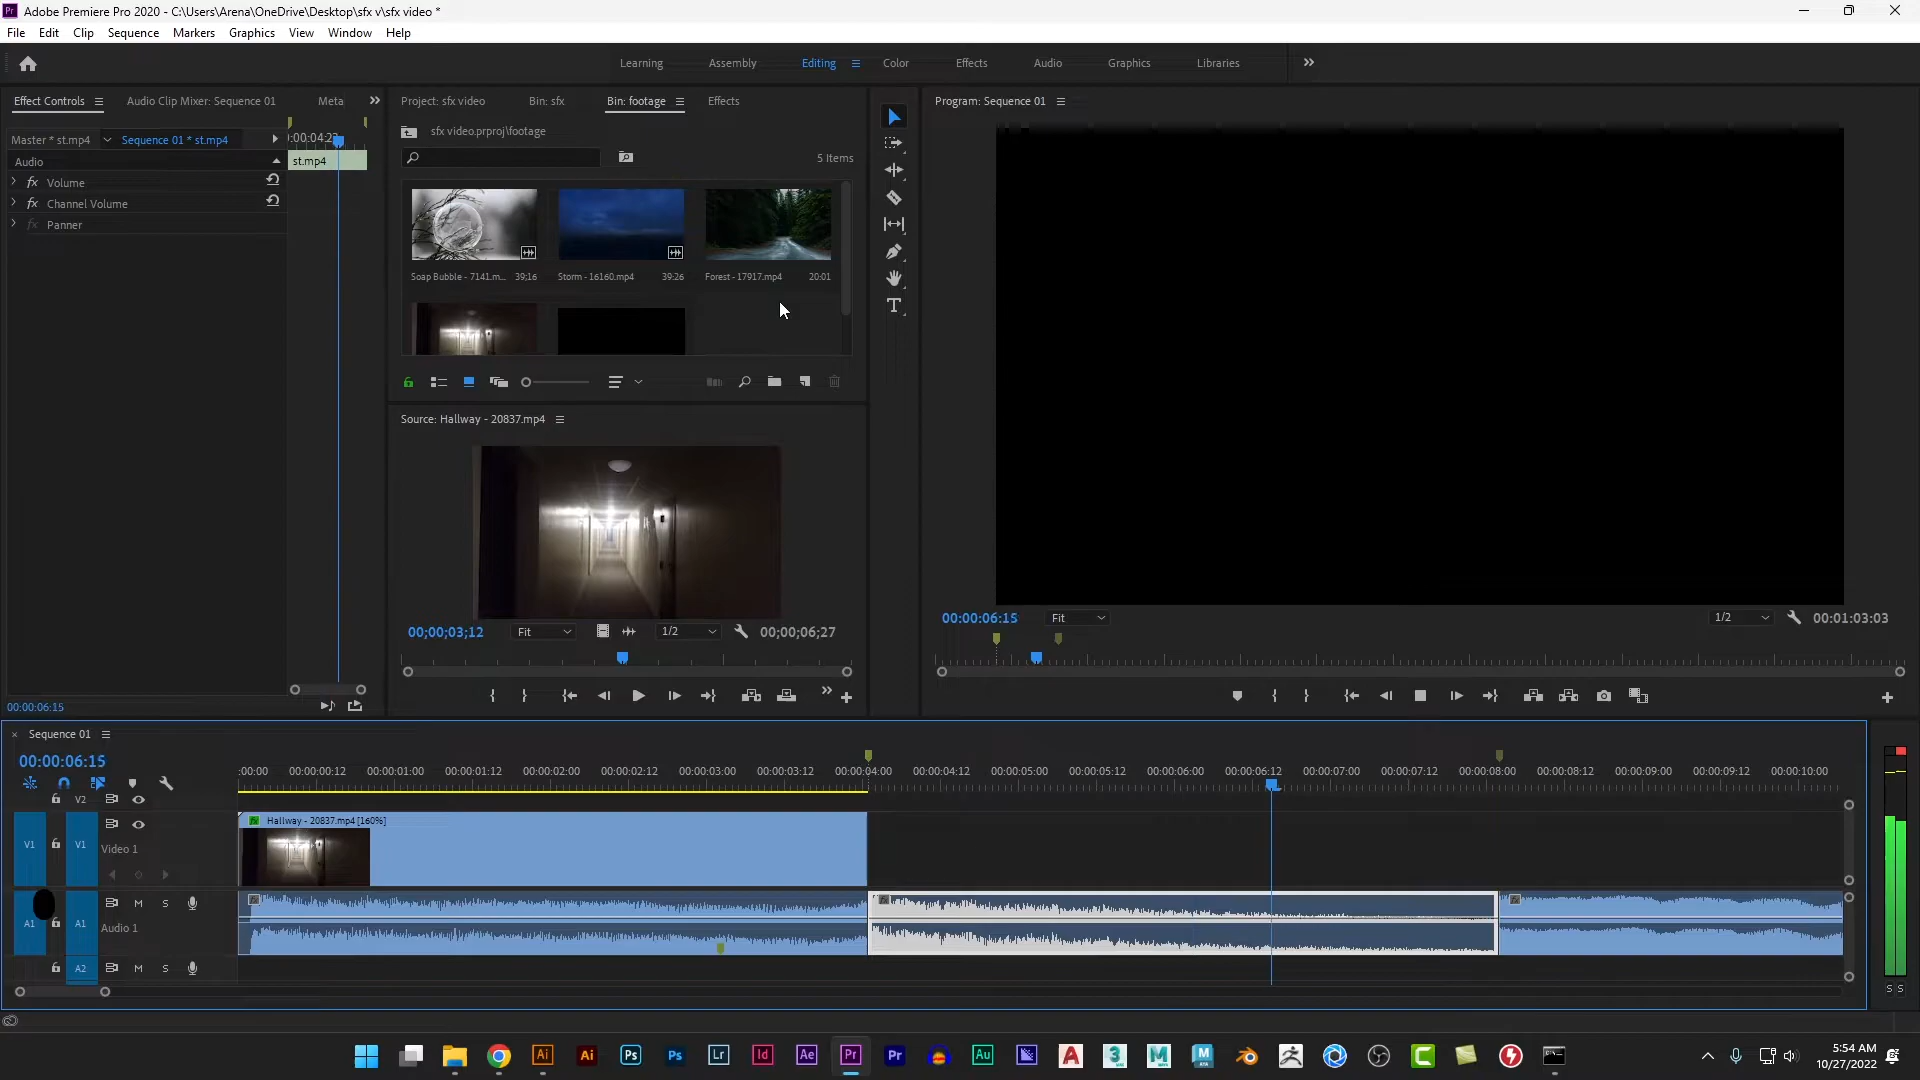 Adobe Premiere Pro 2020 - C:\Users\Arena\OneDrive\Desktop\sfx v\sfx video *
File Edit Clip Sequence Markers Graphics View Window Help
Learning Assembly Editing Color Effects Audio Graphics Libraries
Effect Controls Audio Clip Mixer: Sequence 01 Meta
Master * st.mp4 Sequence 01 * st.mp4
st.mp4
Audio
fx Volume
fx Channel Volume
fx Panner
00:00:06:15
Project: sfx video Bin: sfx Bin: footage Effects
sfx video.prproj\footage
5 Items
Soap Bubble - 7141.m... 39;16 Storm - 16160.mp4 39:26 Forest - 17917.mp4 20:01
Source: Hallway - 20837.mp4
00;00;03;12 Fit 1/2 00;00;06;27
Program: Sequence 01
00:00:06:15 Fit 1/2 00:01:03:03
Sequence 01
00:00:06:15
:00:00 00:00:00:12 00:00:01:00 00:00:01:12 00:00:02:00 00:00:02:12 00:00:03:00 00:00:03:12 00:00:04:00 00:00:04:12 00:00:05:00 00:00:05:12 00:00:06:00 00:00:06:12 00:00:07:00 00:00:07:12 00:00:08:00 00:00:08:12 00:00:09:00 00:00:09:12 00:00:10:00
V2
Hallway - 20837.mp4 [160%]
V1 V1 Video 1
M S
A1 A1 Audio 1
A2 M S
S S
Ai Ai Ps Ps Lr Id Ae Pr Pr Au A 3 M M C
5:54 AM
10/27/2022